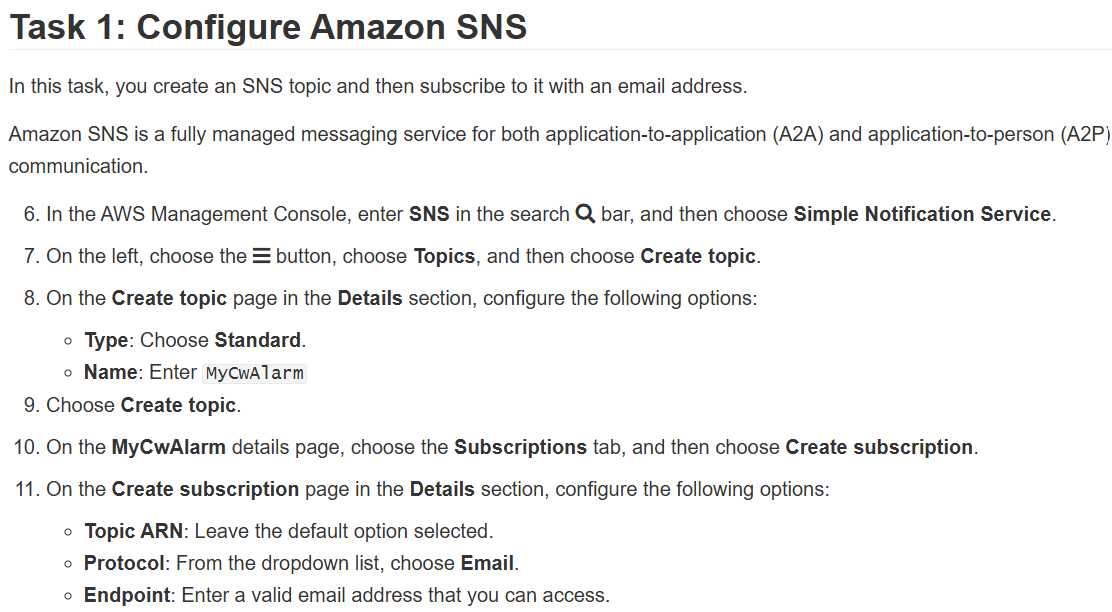 Task 1: Configure Amazon SNS
In this task, you create an SNS topic and then subscribe to it with an email address.
Amazon SNS is a fully managed messaging service for both application-to-application (A2A) and application-to-person (A2P)
communication.
6. In the AWS Management Console, enter SNS in the search bar, and then choose Simple Notification Service.
7. On the left, choose the button, choose Topics, and then choose Create topic.
8. On the Create topic page in the Details section, configure the following options:
Type: Choose Standard.
Name: Enter MyCwAlarm
9. Choose Create topic.
10. On the MyCwAlarm details page, choose the Subscriptions tab, and then choose Create subscription.
11. On the Create subscription page in the Details section, configure the following options:
Topic ARN: Leave the default option selected.
Protocol: From the dropdown list, choose Email.
Endpoint: Enter a valid email address that you can access.